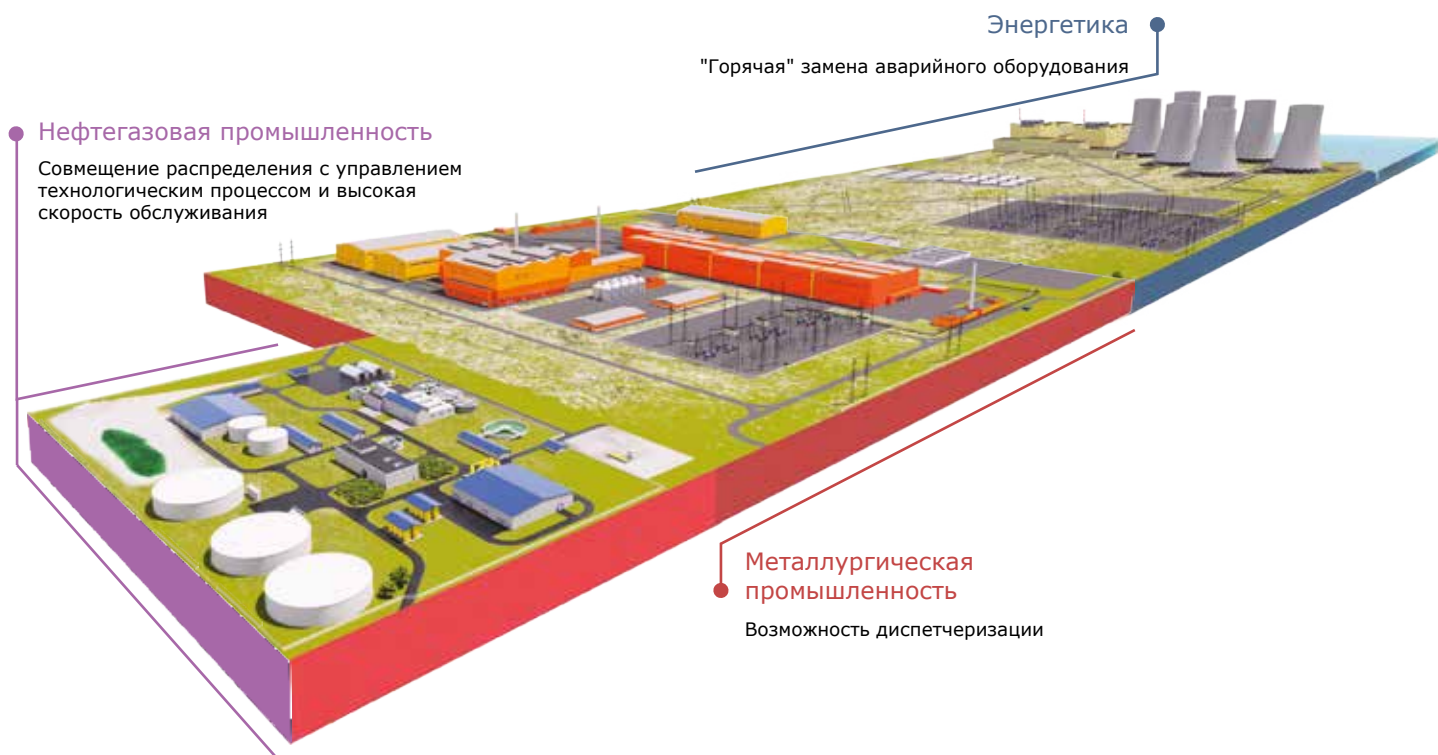 Энергетика
"Горячая" замена аварийного оборудования
Нефтегазовая промышленность
Совмещение распределения с управлением
технологическим процессом и высокая
скорость обслуживания
Металлургическая
промышленность
Возможность диспетчеризации